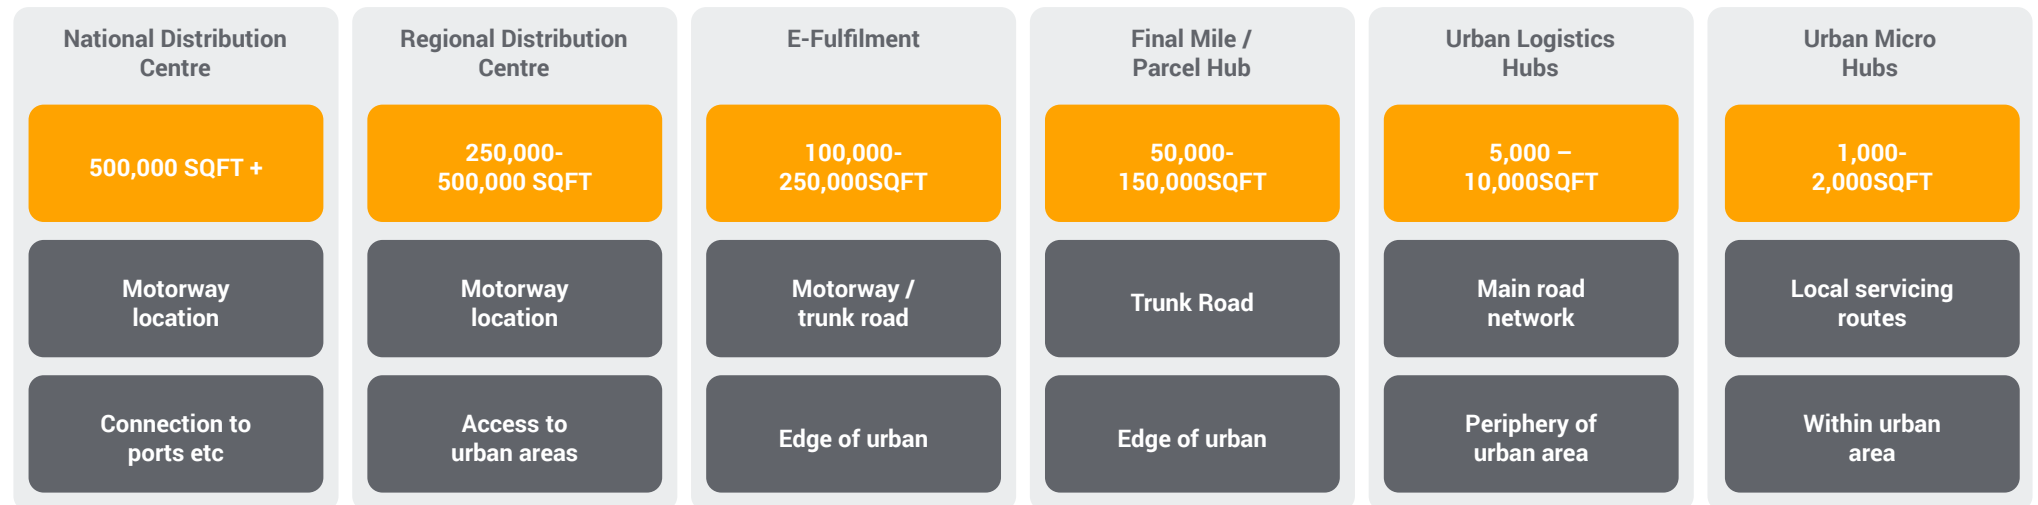 National Distribution
Centre
500,000 SQFT +
Motorway
location
Connection to
ports etc
Regional Distribution
Centre
250,000-
500,000 SQFT
Motorway
location
Access to
urban areas
E-Fulfilment
100,000-
250,000SQFT
Motorway /
trunk road
Edge of urban
Final Mile /
Parcel Hub
50,000-
150,000SQFT
Trunk Road
Edge of urban
Urban Logistics
Hubs
5,000 –
10,000SQFT
Main road
network
Periphery of
urban area
Urban Micro
Hubs
1,000-
2,000SQFT
Local servicing
routes
Within urban
area